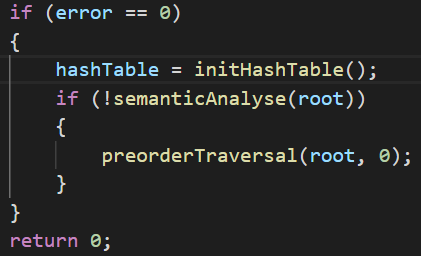 if (error == 0)
{
    hashTable = initHashTable();
    if (!semanticAnalyse(root))
    {
        preorderTraversal(root, 0);
    }
}
return 0;